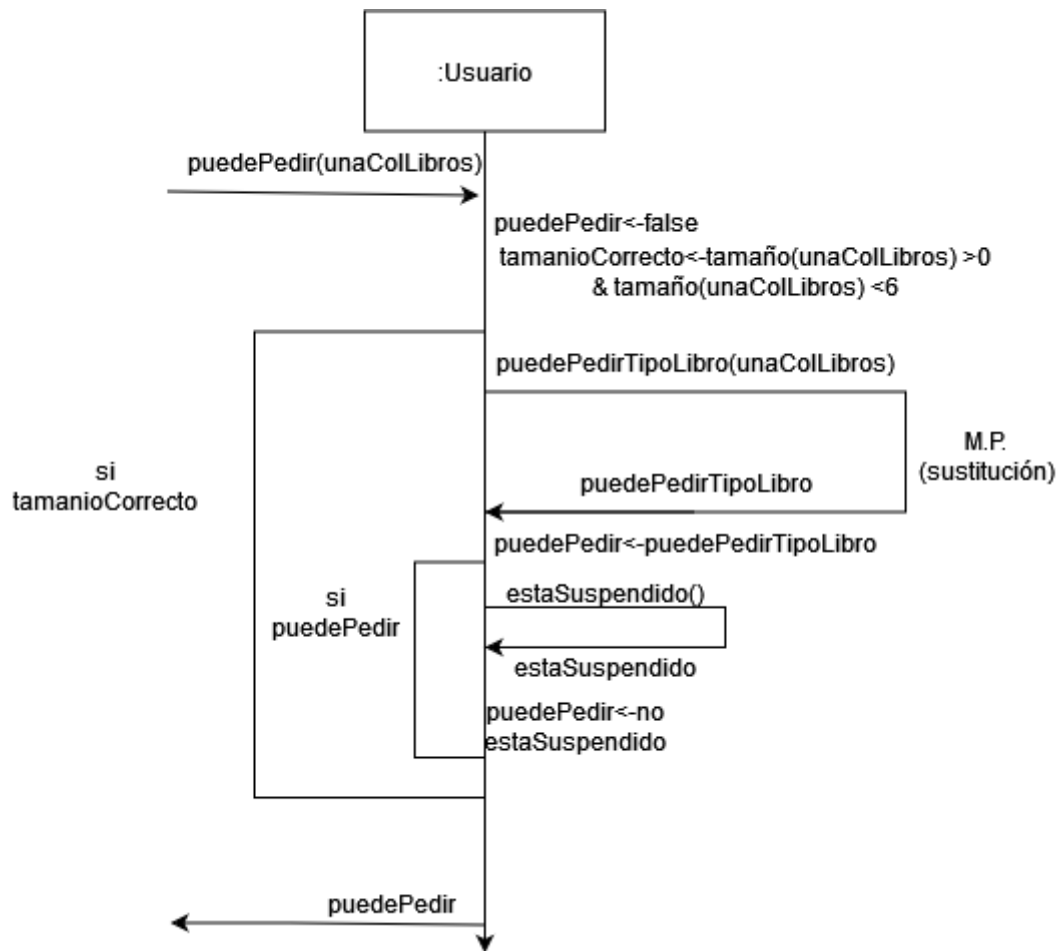 :Usuario
puedePedir(unaColLibros)
puedePedir<-false
tamanioCorrecto<-tamaño(unaColLibros) >0
& tamaño(unaColLibros) <6
puedePedirTipoLibro(unaColLibros)
M.P.
(sustitución)
si
tamanioCorrecto
puedePedirTipoLibro
puedePedir<-puedePedirTipoLibro
si
puedePedir
estaSuspendido()
estaSuspendido
puedePedir<-no
estaSuspendido
puedePedir